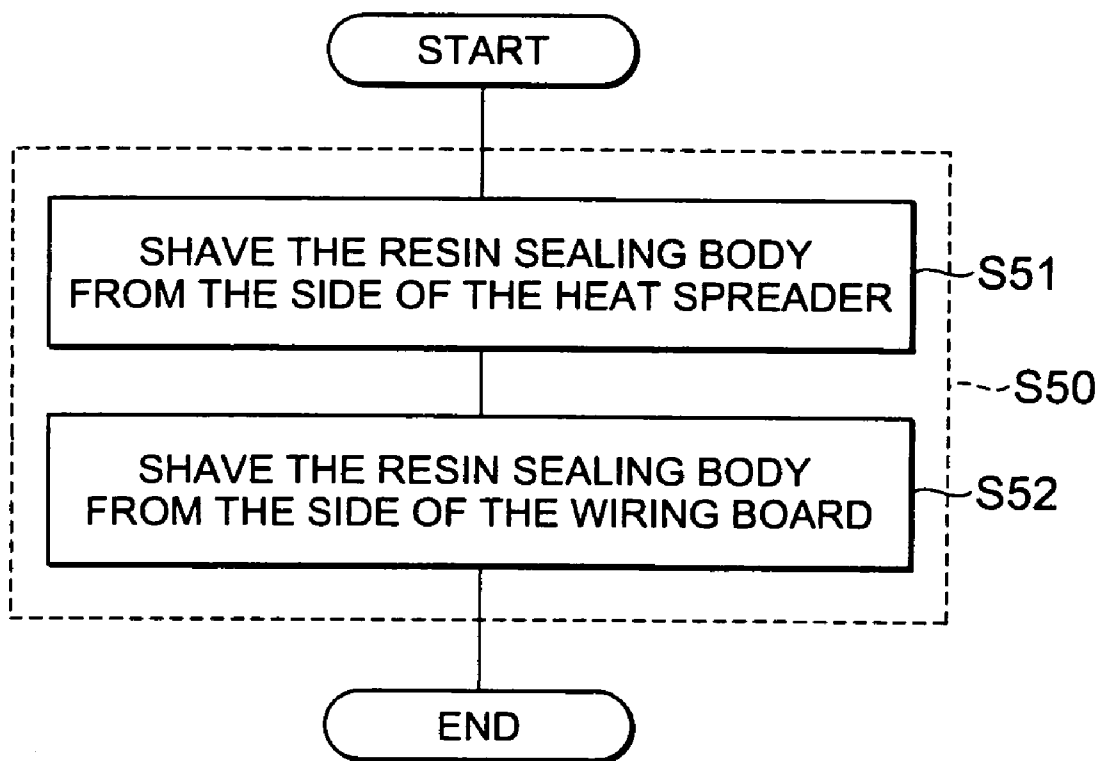 START
SHAVE THE RESIN SEALING BODY
FROM THE SIDE OF THE HEAT SPREADER
S51
S50
SHAVE THE RESIN SEALING BODY
FROM THE SIDE OF THE WIRING BOARD
S52
END